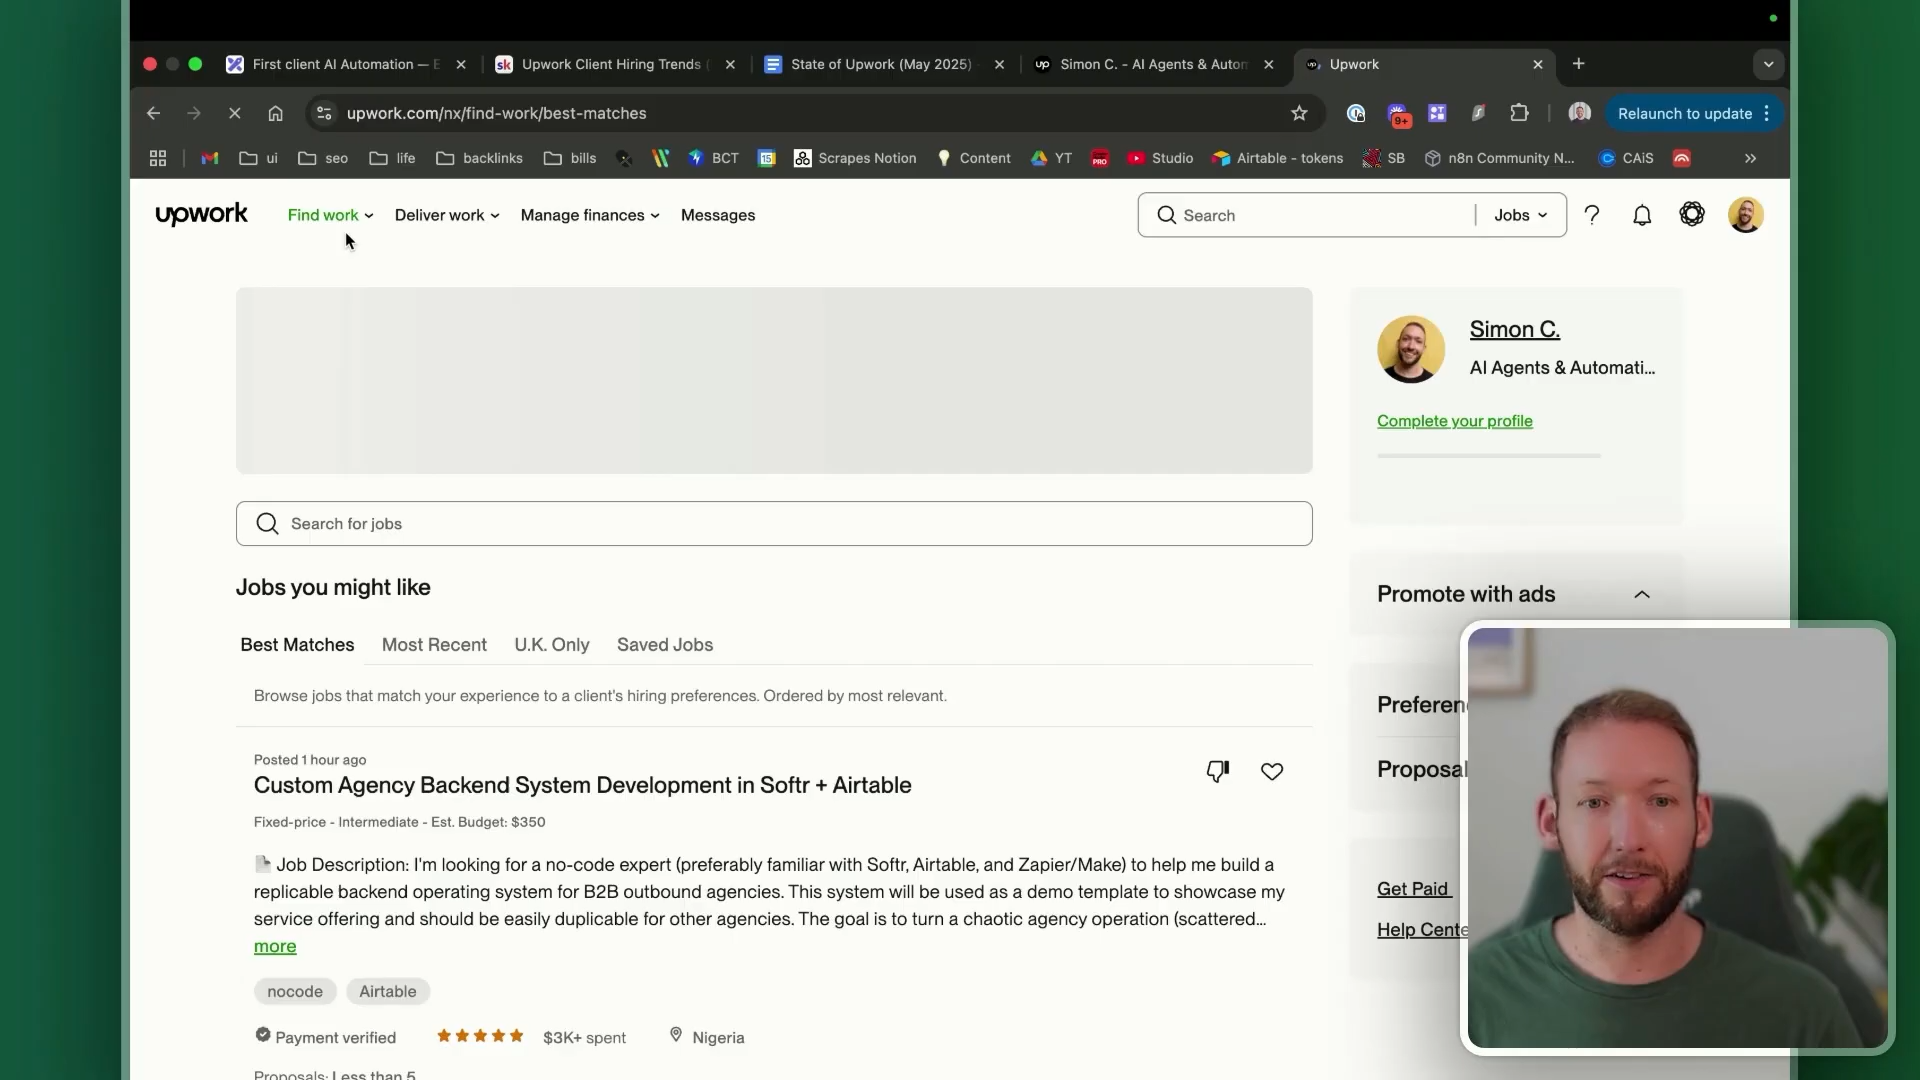 First client AI Automation — E
sk Upwork Client Hiring Trends (
State of Upwork (May 2025)
up Simon C. - AI Agents & Autom
up Upwork
upwork.com/nx/find-work/best-matches
9+
Relaunch to update
ui
seo
life
backlinks
bills
BCT
15
Scrapes Notion
Content
YT
PRO
Studio
Airtable - tokens
SB
n8n Community N...
CAiS
upwork
Find work
Deliver work
Manage finances
Messages
Search
Jobs
Simon C.
AI Agents & Automati...
Complete your profile
Search for jobs
Jobs you might like
Promote with ads
Best Matches
Most Recent
U.K. Only
Saved Jobs
Browse jobs that match your experience to a client's hiring preferences. Ordered by most relevant.
Preferen
Posted 1 hour ago
Custom Agency Backend System Development in Softr + Airtable
Proposal
Fixed-price - Intermediate - Est. Budget: $350
Job Description: I'm looking for a no-code expert (preferably familiar with Softr, Airtable, and Zapier/Make) to help me build a
replicable backend operating system for B2B outbound agencies. This system will be used as a demo template to showcase my
service offering and should be easily duplicable for other agencies. The goal is to turn a chaotic agency operation (scattered...
more
Get Paid
Help Cente
nocode
Airtable
Payment verified
$3K+ spent
Nigeria
Proposals: Less than 5